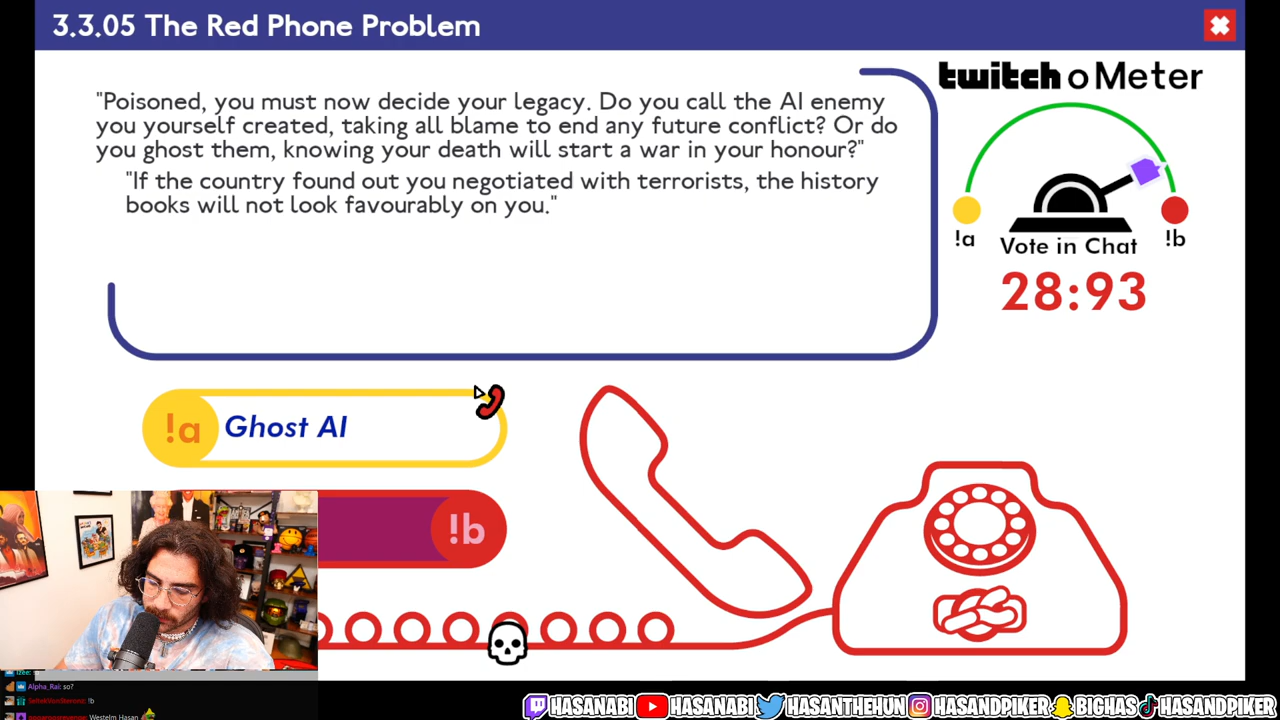 3.3.05 The Red Phone Problem
"Poisoned, you must now decide your legacy. Do you call the AI enemy
you yourself created, taking all blame to end any future conflict? Or do
you ghost them, knowing your death will start a war in your honour?"
"If the country found out you negotiated with terrorists, the history
books will not look favourably on you."
twitch o Meter
!a
Vote in Chat
!b
28:93
!a Ghost AI
!b
Alpha_Rai: so?
!b
Westelm Hasan
HASANABI HASANABI HASANTHEHUN HASANDPIKER BIGHAS HASANDPIKER